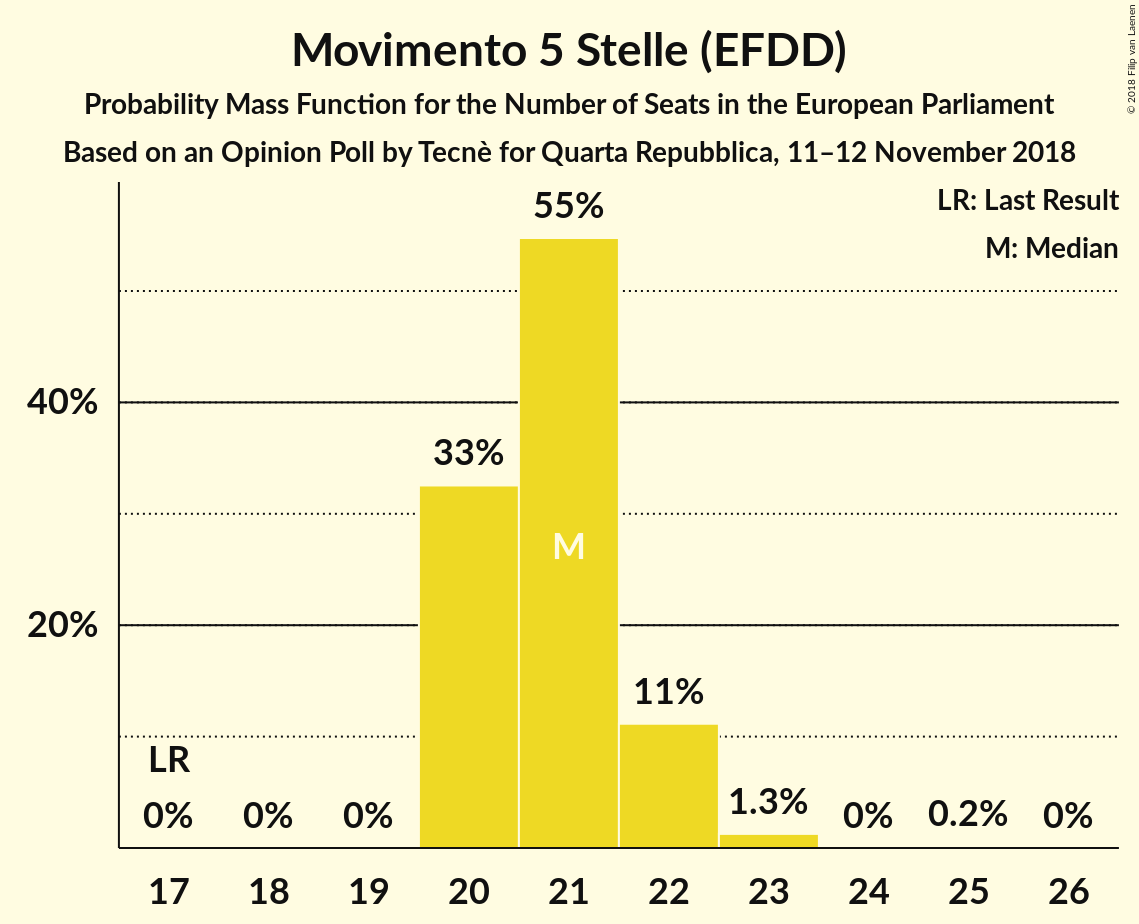 Movimento 5 Stelle (EFDD)
Probability Mass Function for the Number of Seats in the European Parliament
Based on an Opinion Poll by Tecnè for Quarta Repubblica, 11–12 November 2018
© 2018 Filip van Laenen
LR: Last Result
M: Median
55%
40%
33%
M
20%
11%
LR
0% 0% 0% 1.3% 0% 0.2% 0%
17 18 19 20 21 22 23 24 25 26